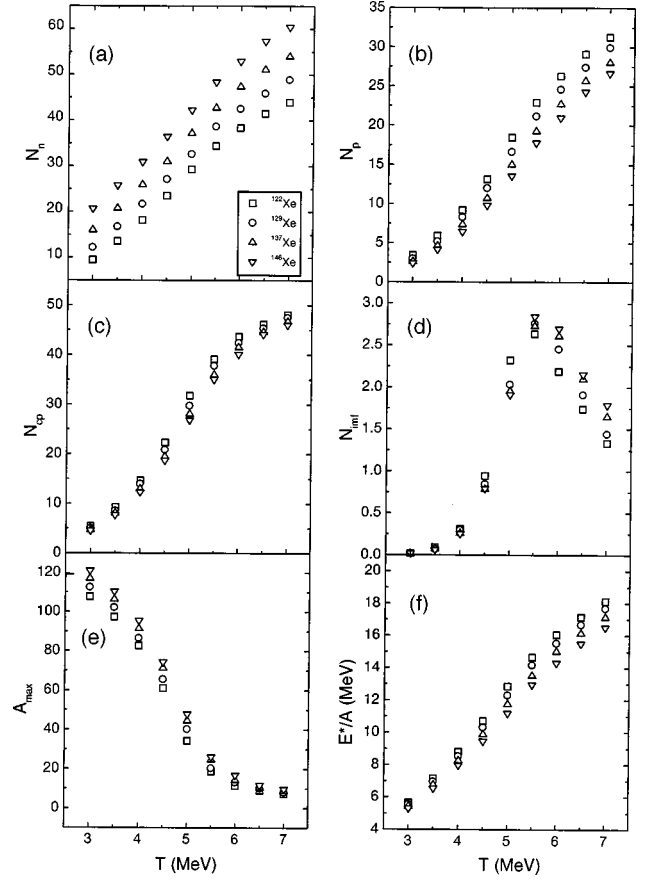 60
50
40
30
20
10
N_n
(a)
¹²²Xe
¹²⁹Xe
¹³⁷Xe
¹⁴⁶Xe
35
30
25
20
15
10
5
0
N_p
(b)
50
40
30
20
10
0
N_cp
(c)
3.0
2.5
2.0
1.5
1.0
0.5
0.0
N_imf
(d)
120
100
80
60
40
20
0
A_max
(e)
3 4 5 6 7
T (MeV)
20
18
16
14
12
10
8
6
4
E*/A (MeV)
(f)
3 4 5 6 7
T (MeV)